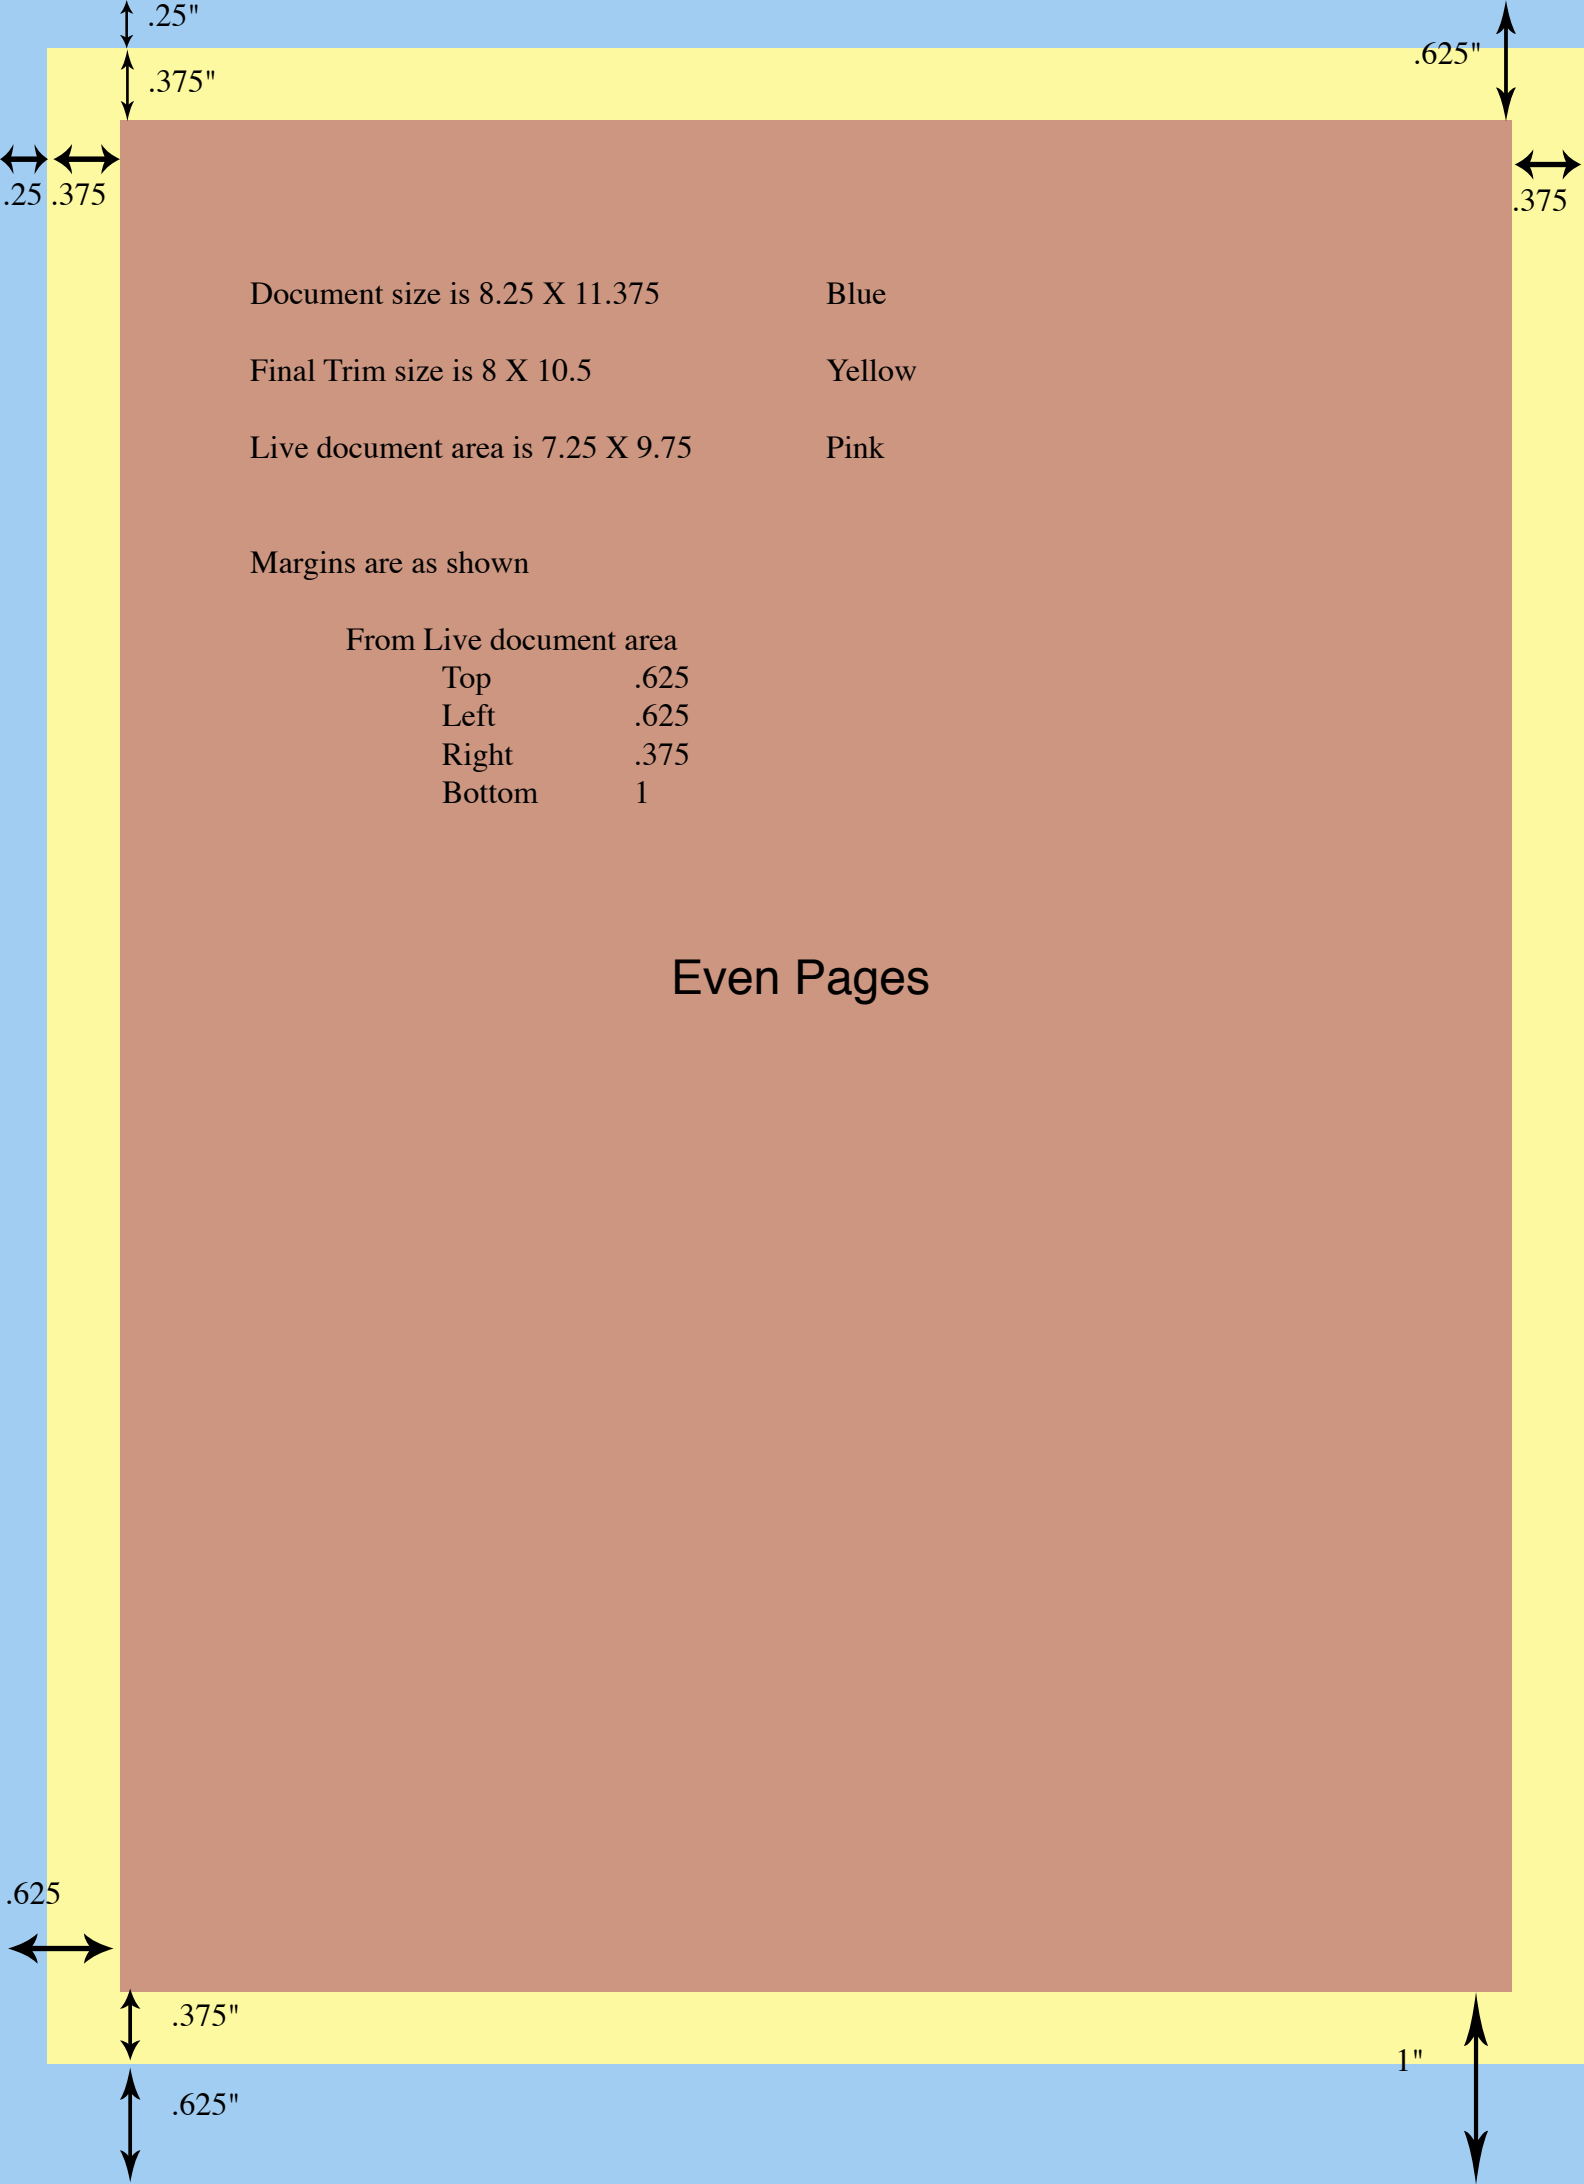 .25"
.625"
.375"
.25 .375
.375
Document size is 8.25 X 11.375 Blue
Final Trim size is 8 X 10.5 Yellow
Live document area is 7.25 X 9.75 Pink
Margins are as shown
From Live document area
Top .625
Left .625
Right .375
Bottom 1
Even Pages
.625
.375"
1"
.625"